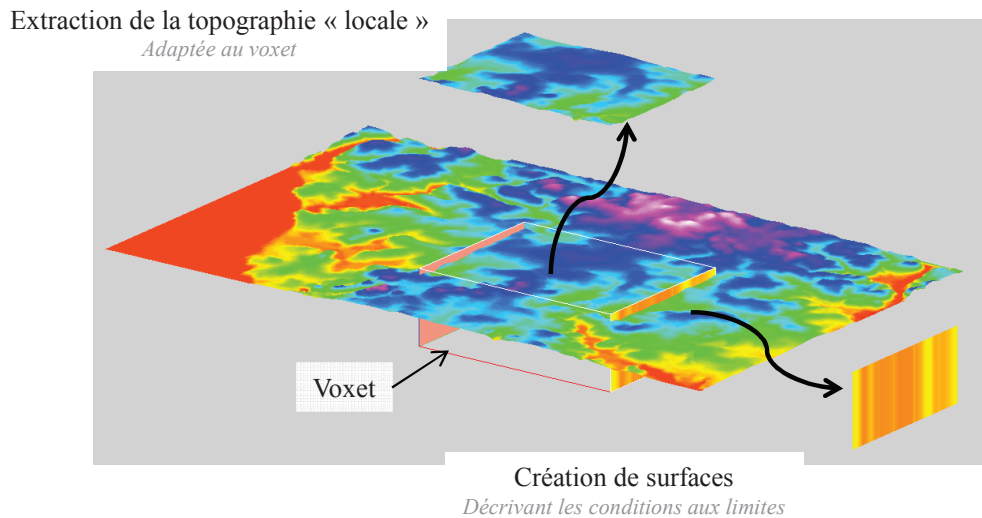 Extraction de la topographie « locale »
Adaptée au voxet
Voxet
Création de surfaces
Décrivant les conditions aux limites